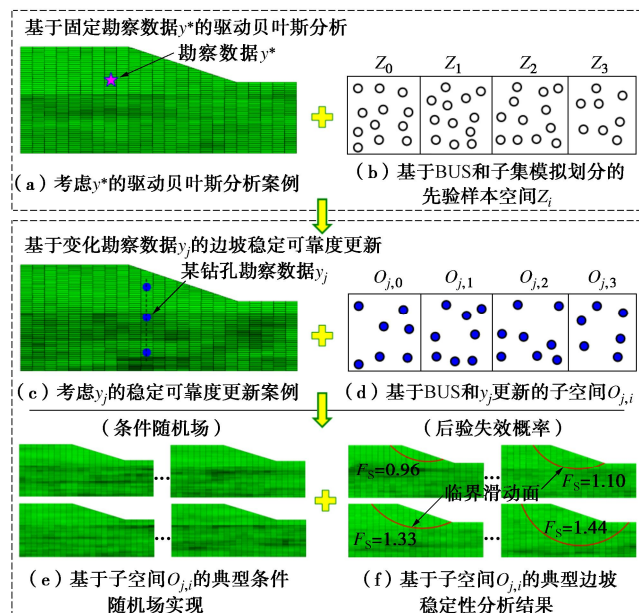 基于固定勘察数据y*的驱动贝叶斯分析
勘察数据y*
Z0 Z1 Z2 Z3
(a)考虑y*的驱动贝叶斯分析案例
(b)基于BUS和子集模拟划分的
先验样本空间Zi
基于变化勘察数据yj的边坡稳定可靠度更新
某钻孔勘察数据yj
Oj,0 Oj,1 Oj,2 Oj,3
(c)考虑yj的稳定可靠度更新案例
(d)基于BUS和yj更新的子空间Oj,i
(条件随机场)
(后验失效概率)
FS=0.96
FS=1.10
临界滑动面
FS=1.33
FS=1.44
(e)基于子空间Oj,i的典型条件
随机场实现
(f)基于子空间Oj,i的典型边坡
稳定性分析结果